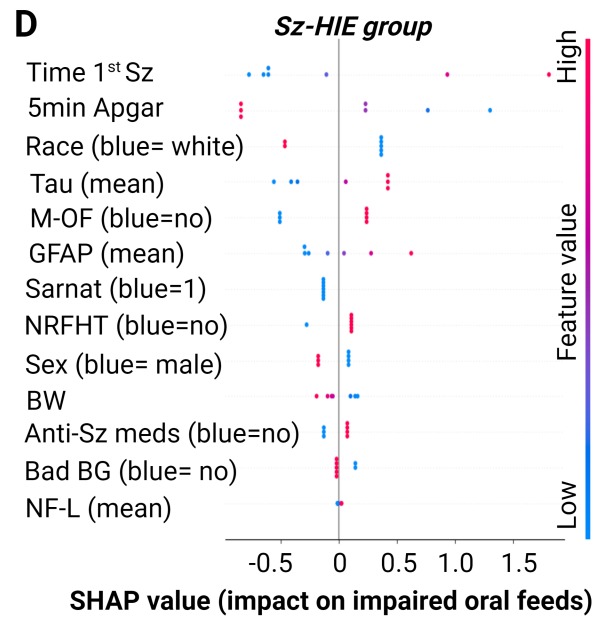 D
Sz-HIE group
Time 1st Sz
5min Apgar
Race (blue= white)
Tau (mean)
M-OF (blue=no)
GFAP (mean)
Sarnat (blue=1)
NRFHT (blue=no)
Sex (blue= male)
BW
Anti-Sz meds (blue=no)
Bad BG (blue= no)
NF-L (mean)
High
Feature value
Low
-0.5 0 0.5 1.0 1.5
SHAP value (impact on impaired oral feeds)